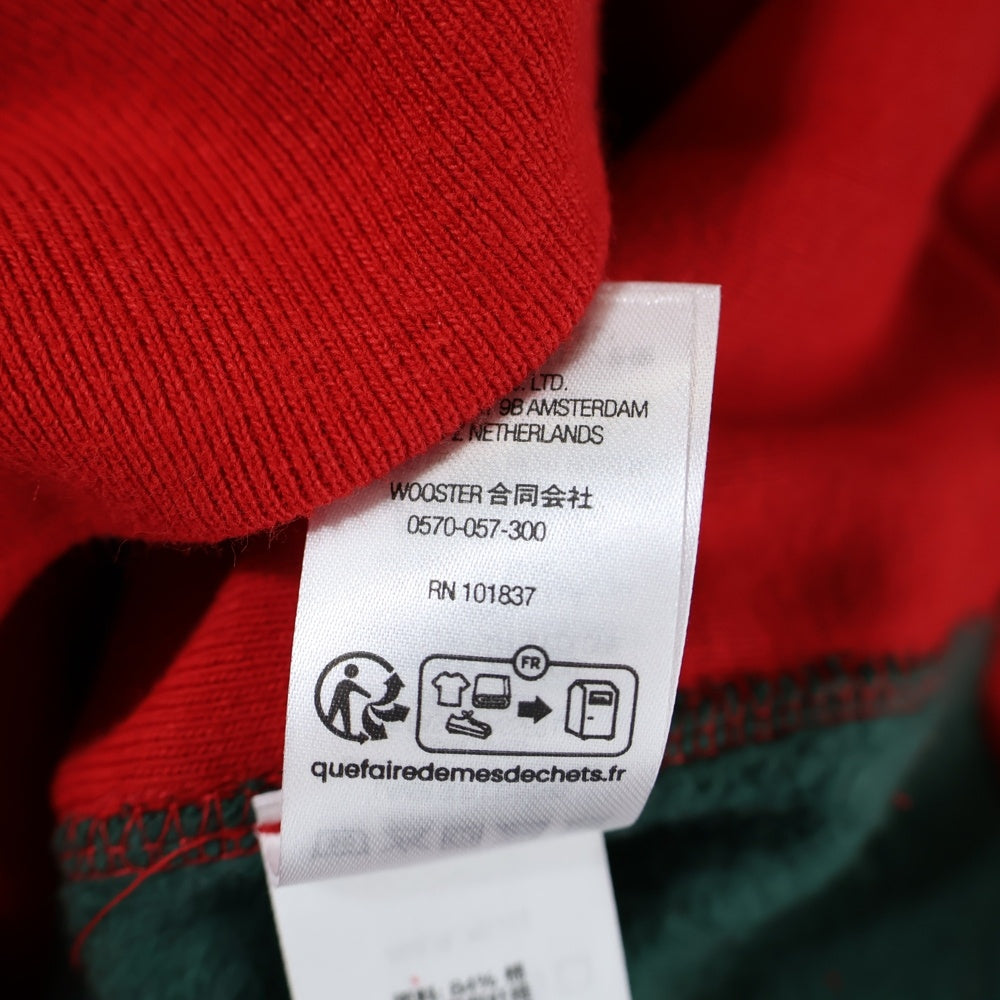 LTD.
9B AMSTERDAM
NETHERLANDS
WOOSTER 合同会社
0570-057-300
RN 101837
FR
quefairedemesdechets.fr